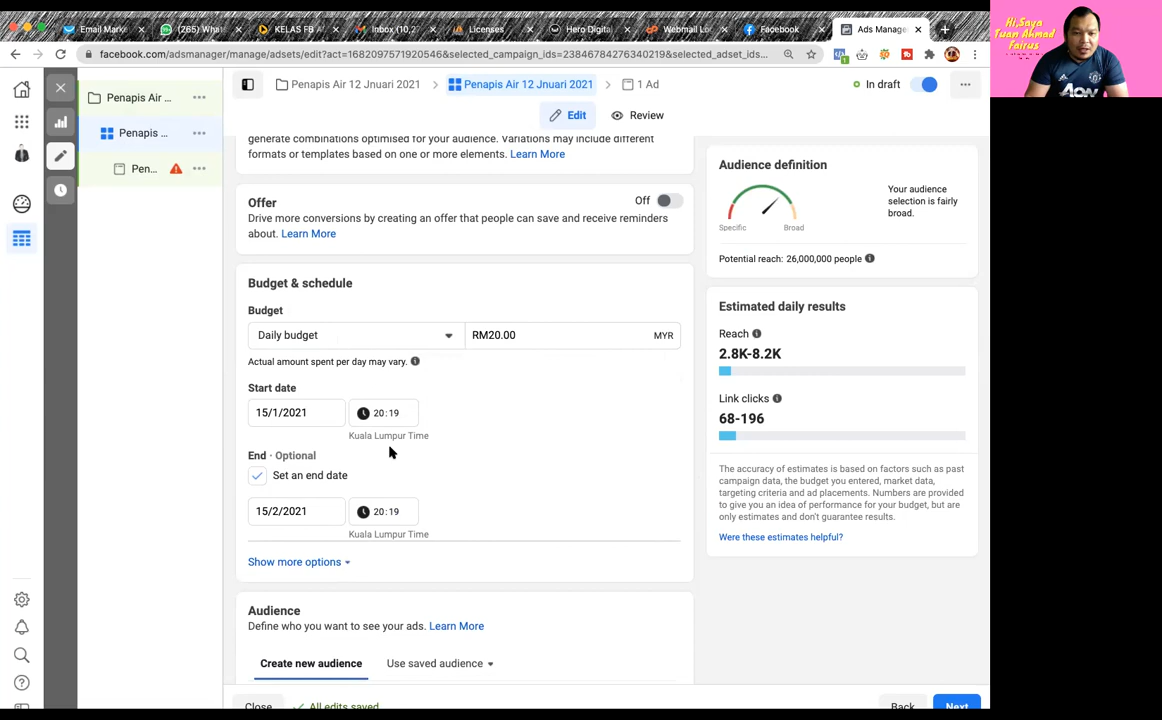 Email Marke
(265) What
KELAS FB
Inbox (10,2
Licenses
Hero Digital
Webmail Lo
Facebook
Ads Manage
facebook.com/adsmanager/manage/adsets/edit?act=1682097571920546&selected_campaign_ids=23846784276340219&selected_adset_ids...
Hi,Saya
Tuan Ahmad
Fairus
AON
Penapis Air ...
Penapis ...
Pen...
Penapis Air 12 Jnuari 2021
Penapis Air 12 Jnuari 2021
1 Ad
In draft
Edit
Review
generate combinations optimised for your audience. Variations may include different
formats or templates based on one or more elements. Learn More
Offer
Off
Drive more conversions by creating an offer that people can save and receive reminders
about. Learn More
Budget & schedule
Budget
Daily budget
RM20.00
MYR
Actual amount spent per day may vary.
Start date
15/1/2021
20:19
Kuala Lumpur Time
End · Optional
Set an end date
15/2/2021
20:19
Kuala Lumpur Time
Show more options
Audience
Define who you want to see your ads. Learn More
Create new audience
Use saved audience
Close
All edits saved
Back
Next
Audience definition
Specific
Broad
Your audience
selection is fairly
broad.
Potential reach: 26,000,000 people
Estimated daily results
Reach
2.8K-8.2K
Link clicks
68-196
The accuracy of estimates is based on factors such as past
campaign data, the budget you entered, market data,
targeting criteria and ad placements. Numbers are provided
to give you an idea of performance for your budget, but are
only estimates and don't guarantee results.
Were these estimates helpful?